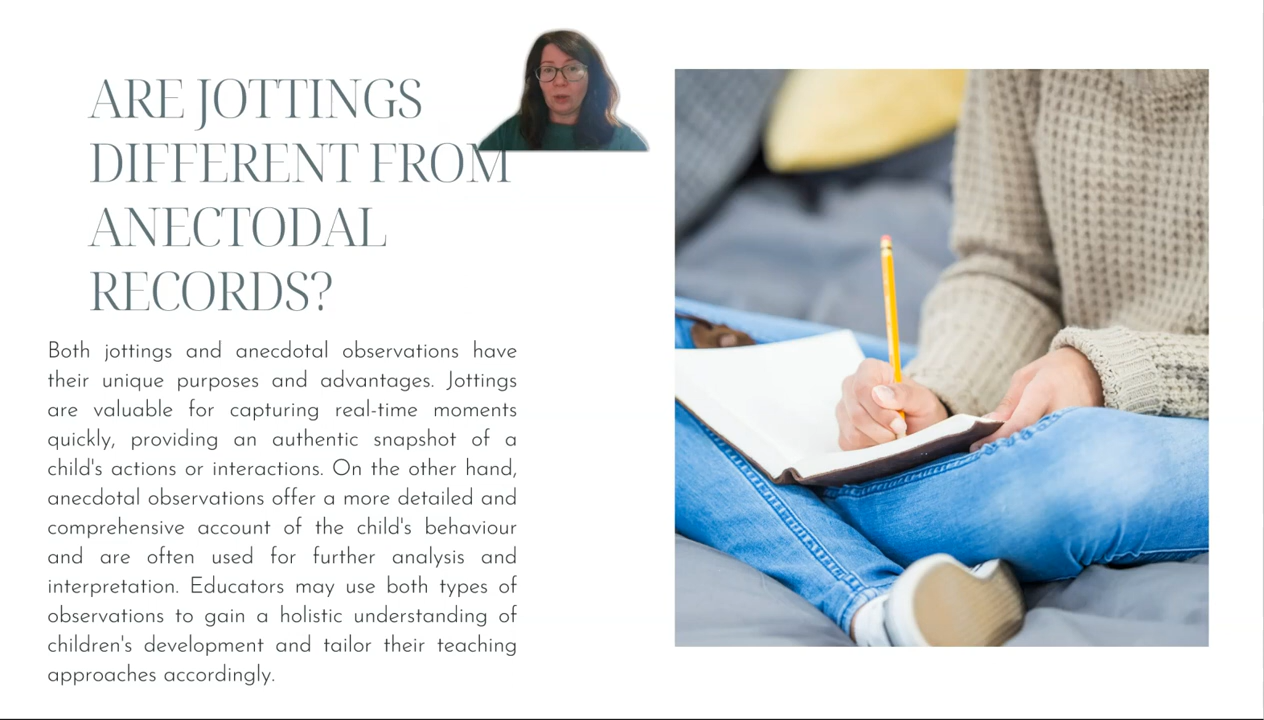 ARE JOTTINGS
DIFFERENT FROM
ANECTODAL
RECORDS?
Both jottings and anecdotal observations have
their unique purposes and advantages. Jottings
are valuable for capturing real-time moments
quickly, providing an authentic snapshot of a
child's actions or interactions. On the other hand,
anecdotal observations offer a more detailed and
comprehensive account of the child's behaviour
and are often used for further analysis and
interpretation. Educators may use both types of
observations to gain a holistic understanding of
children's development and tailor their teaching
approaches accordingly.